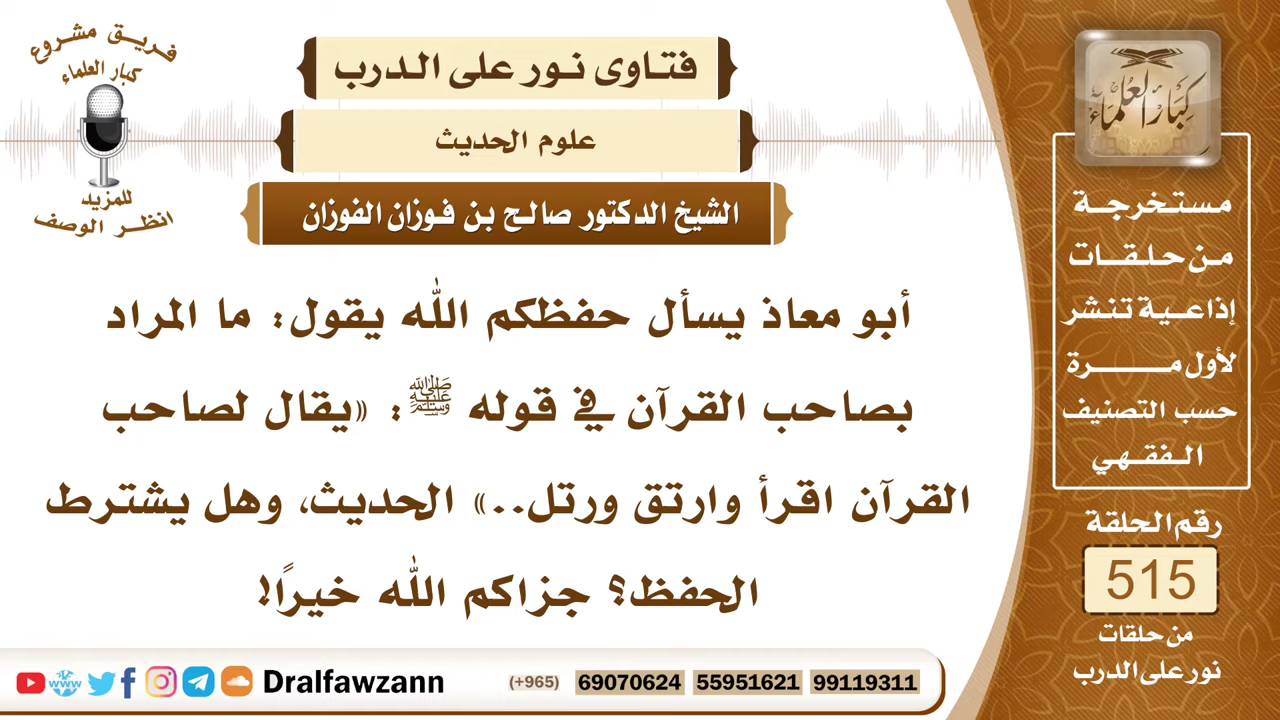 فريق مشروع
كبار العلماء
للمزيد
انظر الوصف
فتاوى نور على الدرب
علوم الحديث
الشيخ الدكتور صالح بن فوزان الفوزان
أبو معاذ يسأل حفظكم الله يقول: ما المراد
بصاحب القرآن في قوله ﷺ: «يقال لصاحب
القرآن اقرأ وارتق ورتل..» الحديث، وهل يشترط
الحفظ؟ جزاكم الله خيرًا!
كبار العلماء
مستخرجة
من حلقات
إذاعية تنشر
لأول مرة
حسب التصنيف
الفقهي
رقم الحلقة
515
من حلقات
نور على الدرب
www
Dralfawzann
(+965) 69070624 55951621 99119311